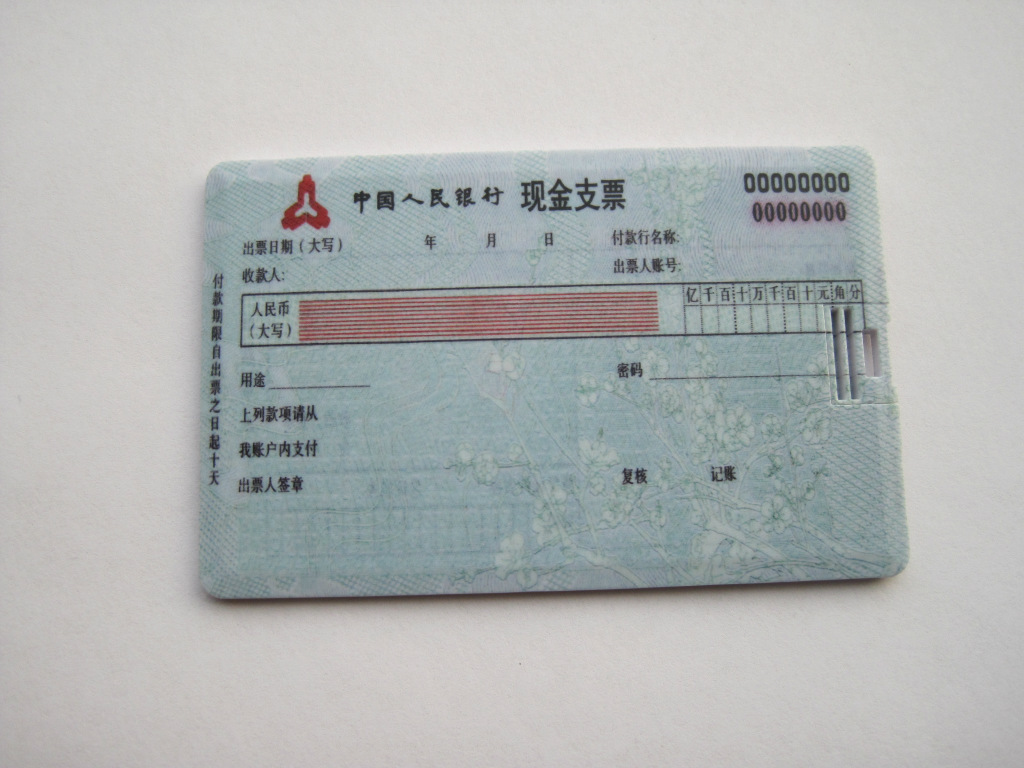 中国人民银行 现金支票 00000000
00000000
出票日期（大写） 年 月 日 付款行名称:
收款人: 出票人账号:
人民币
（大写）
亿千百十万千百十元角分
用途 密码
上列款项请从
我账户内支付
出票人签章 复核 记账
付款期限自出票之日起十天